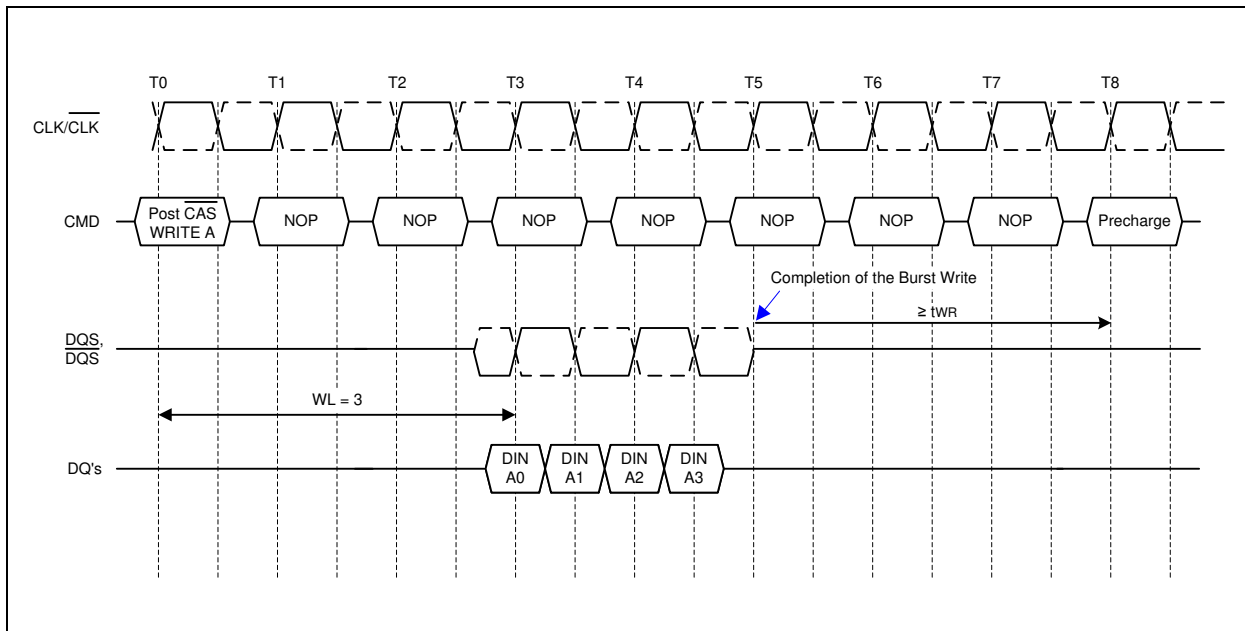 T0 T1 T2 T3 T4 T5 T6 T7 T8
CLK/CLK
CMD
Post CAS
WRITE A
NOP NOP NOP NOP NOP NOP NOP Precharge
Completion of the Burst Write
≥ tWR
DQS,
DQS
WL = 3
DQ's
DIN
A0
DIN
A1
DIN
A2
DIN
A3